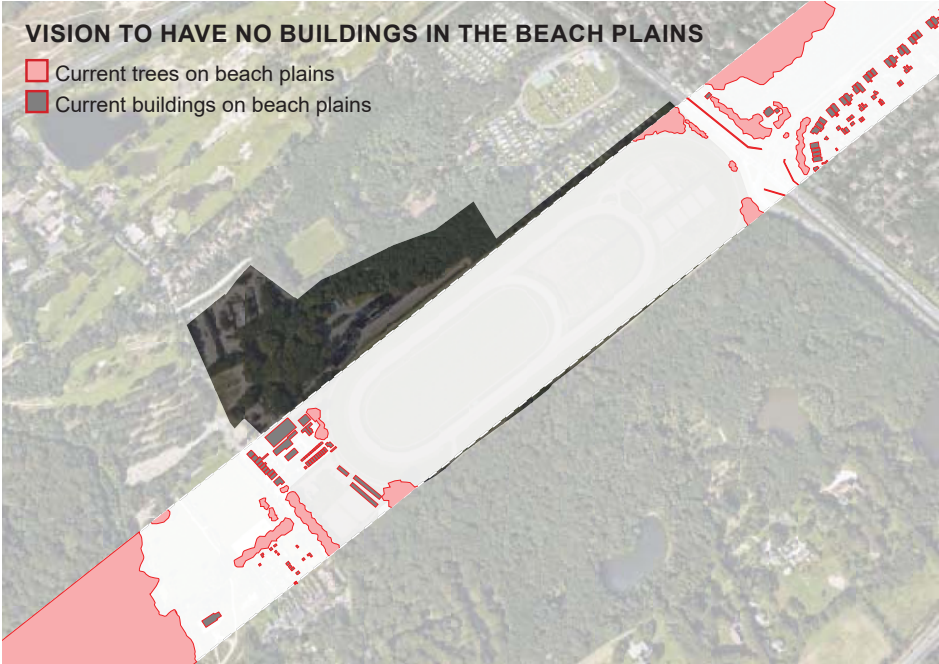 VISION TO HAVE NO BUILDINGS IN THE BEACH PLAINS
Current trees on beach plains
Current buildings on beach plains